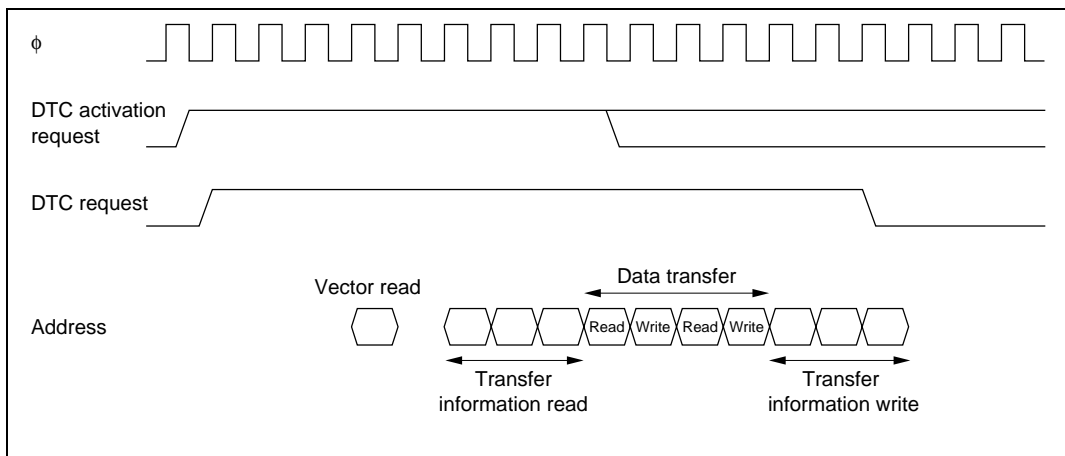 φ
DTC activation
request
DTC request
Data transfer
Vector read
Address
Read Write Read Write
Transfer
information read
Transfer
information write